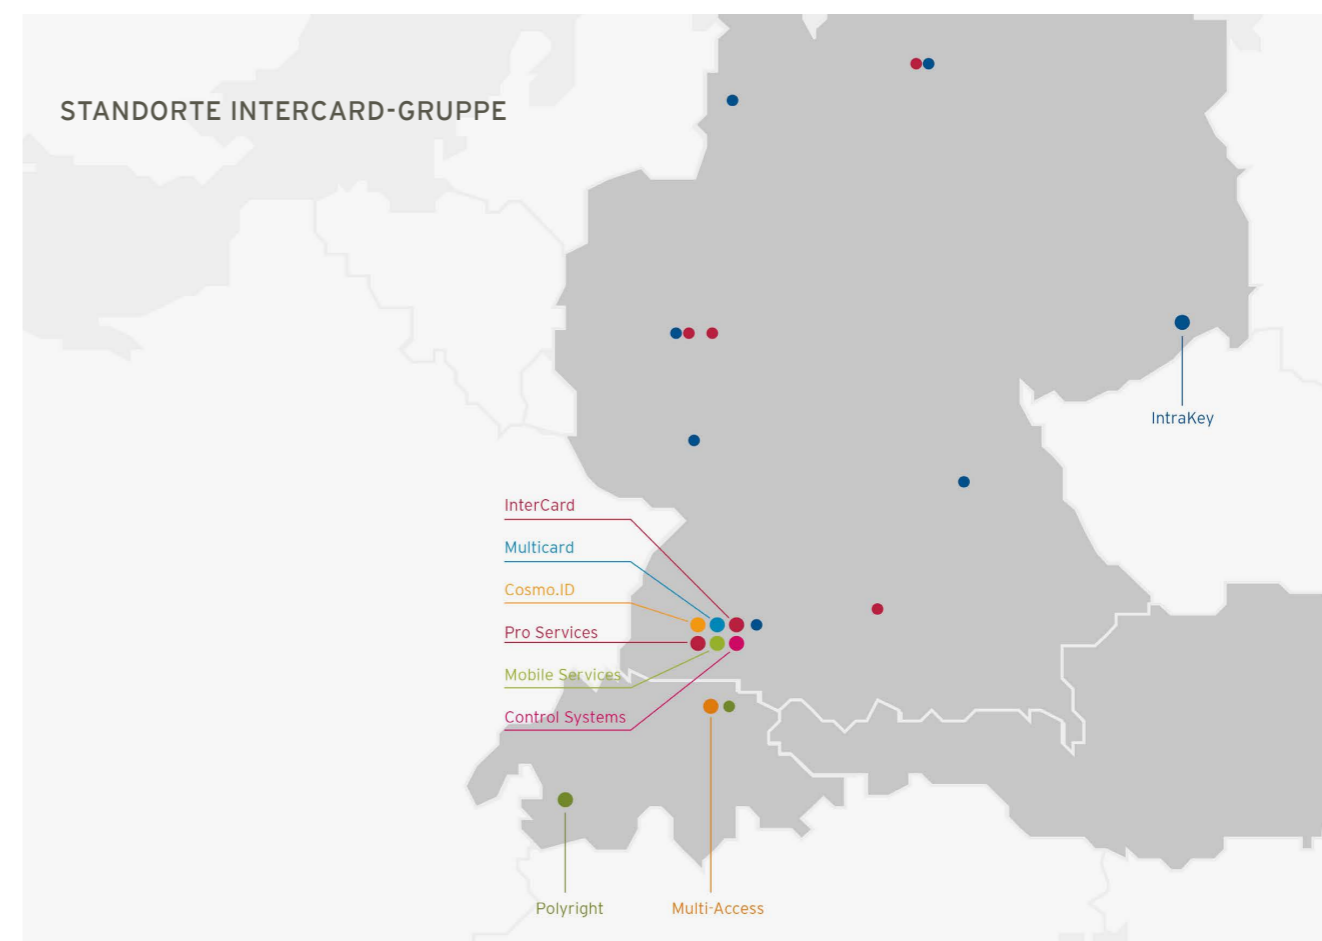 STANDORTE INTERCARD-GRUPPE
IntraKey
InterCard
Multicard
Cosmo.ID
Pro Services
Mobile Services
Control Systems
Polyright
Multi-Access